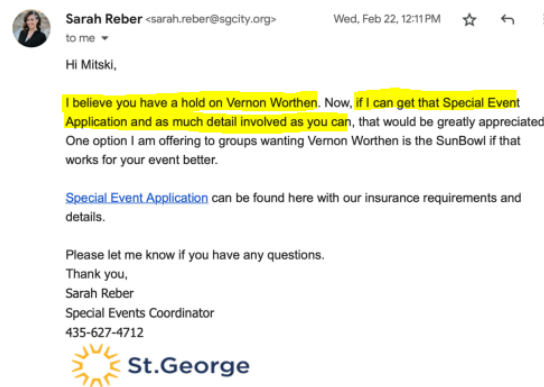 Sarah Reber <sarah.reber@sgcity.org>
Wed, Feb 22, 12:11 PM
to me
Hi Mitski,
I believe you have a hold on Vernon Worthen. Now, if I can get that Special Event
Application and as much detail involved as you can, that would be greatly appreciated
One option I am offering to groups wanting Vernon Worthen is the SunBowl if that
works for your event better.
Special Event Application can be found here with our insurance requirements and
details.
Please let me know if you have any questions.
Thank you,
Sarah Reber
Special Events Coordinator
435-627-4712
St.George